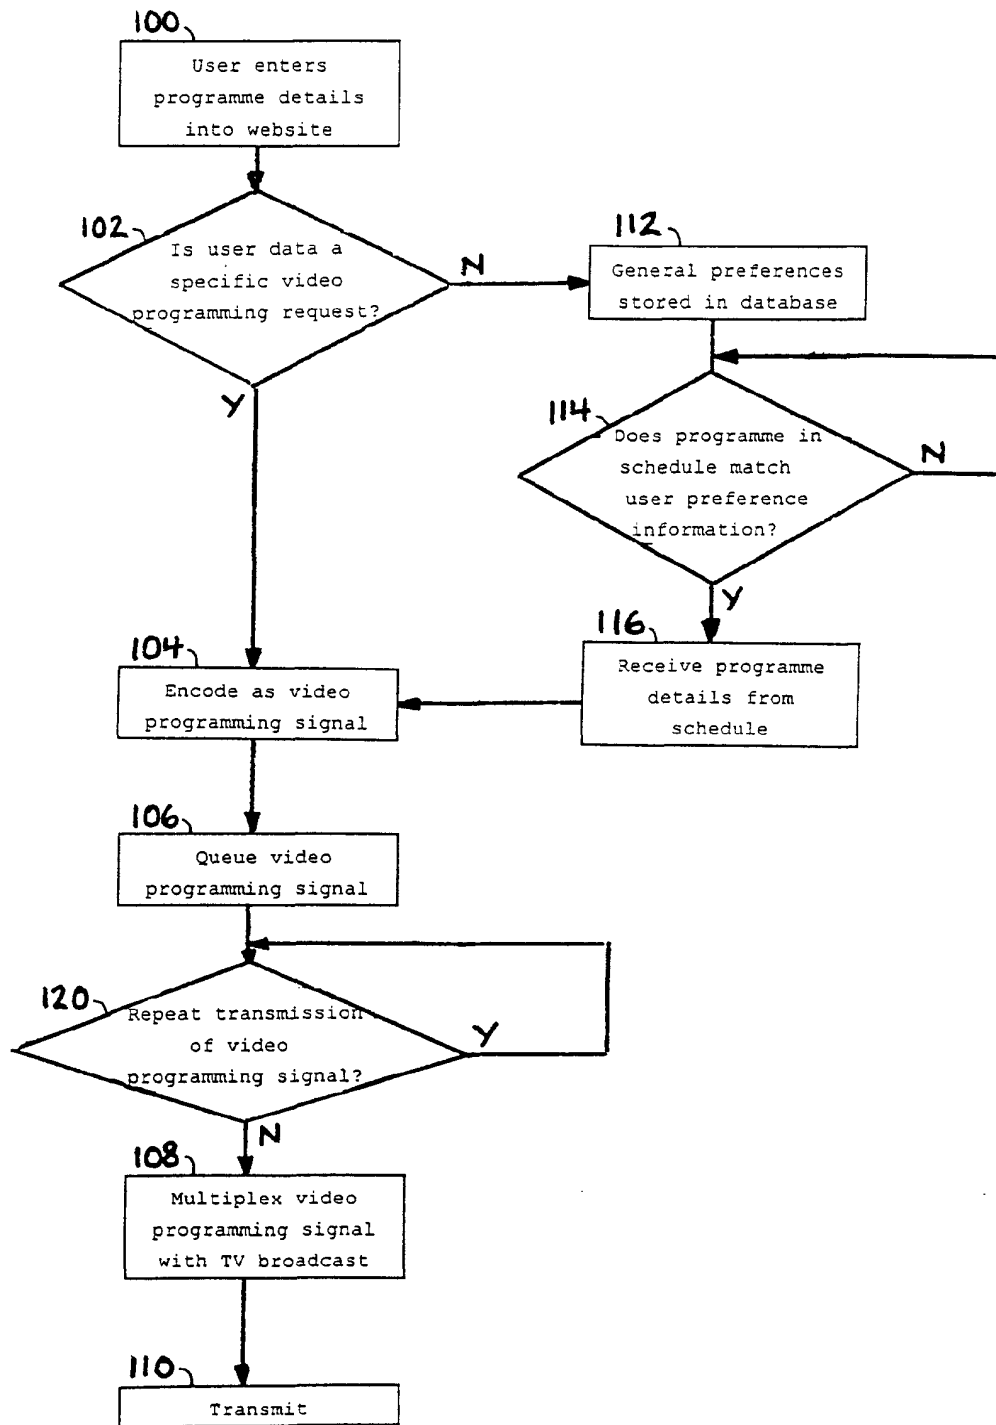 100
User enters
programme details
into website
102
Is user data a
specific video
programming request?
N
Y
112
General preferences
stored in database
114
Does programme in
schedule match
user preference
information?
N
Y
116
Receive programme
details from
schedule
104
Encode as video
programming signal
106
Queue video
programming signal
120
Repeat transmission
of video
programming signal?
Y
N
108
Multiplex video
programming signal
with TV broadcast
110
Transmit